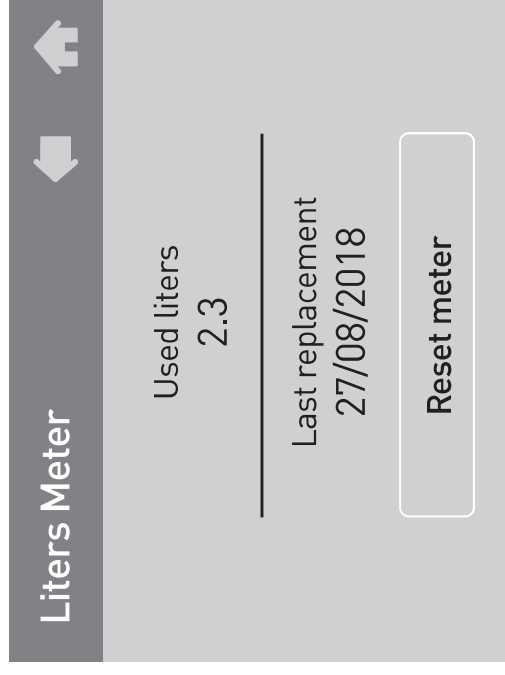 Liters Meter
Used liters
2.3
Last replacement
27/08/2018
Reset meter